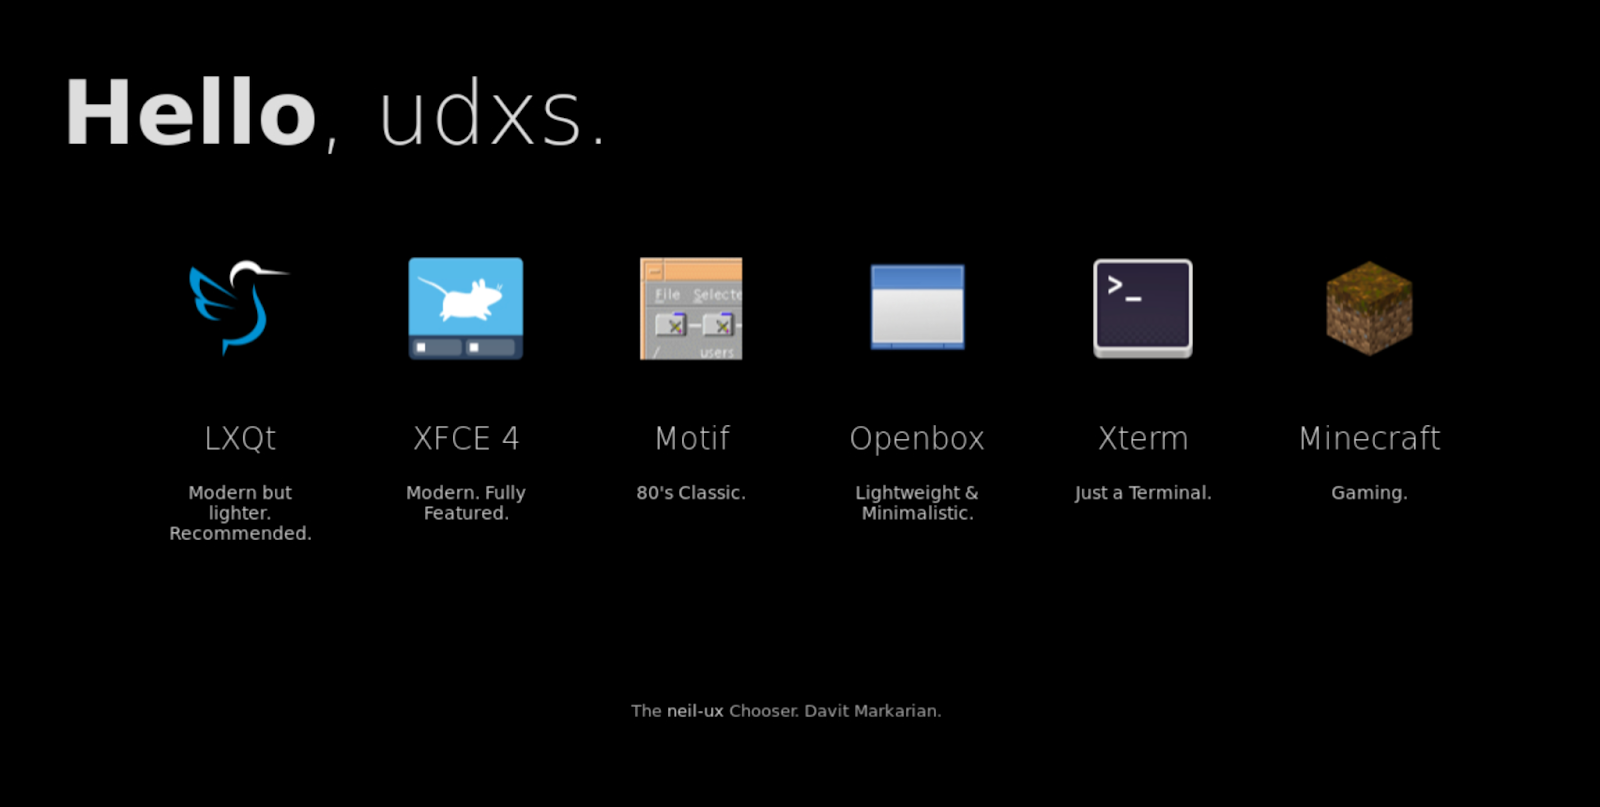 Hello, udxs.
File Selecte
/ users
>_
LXQt
XFCE 4
Motif
Openbox
Xterm
Minecraft
Modern but
lighter.
Recommended.
Modern. Fully
Featured.
80's Classic.
Lightweight &
Minimalistic.
Just a Terminal.
Gaming.
The neil-ux Chooser. Davit Markarian.